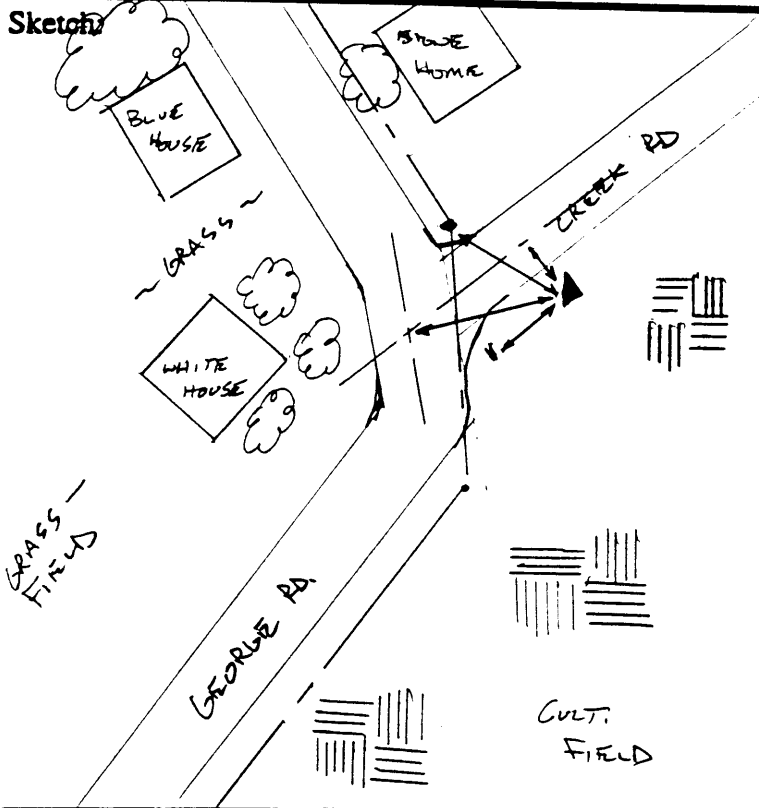 Sketch:
STONE
HOME
BLUE
HOUSE
CREEK RD
~ GRASS ~
WHITE
HOUSE
GRASS —
FIELD
GEORGE RD.
CULT.
FIELD